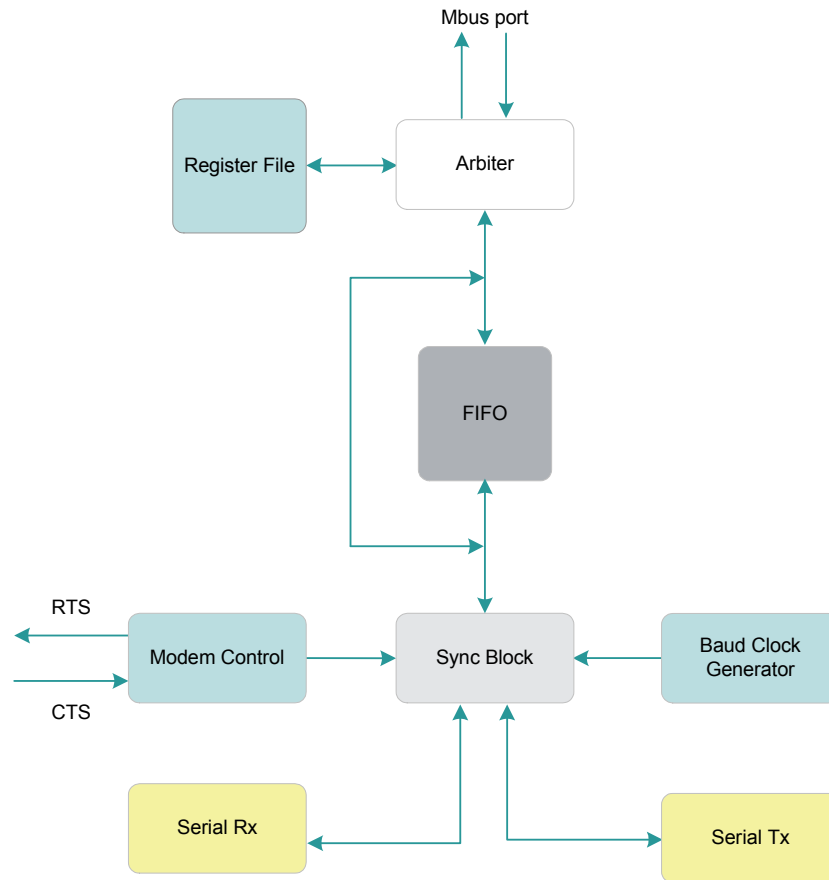 Mbus port
Register File
Arbiter
FIFO
RTS
Modem Control
Sync Block
Baud Clock
Generator
CTS
Serial Rx
Serial Tx